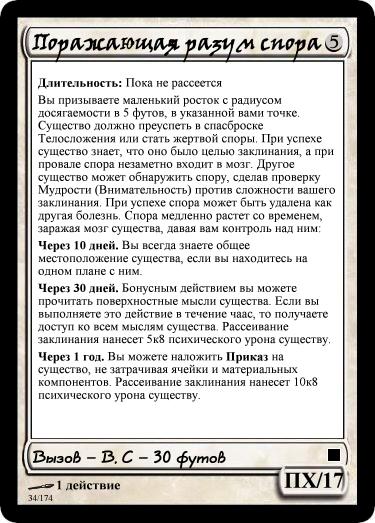 Поражающая разум спора 5
Длительность: Пока не рассеется
Вы призываете маленький росток с радиусом
досягаемости в 5 футов, в указанной вами точке.
Существо должно преуспеть в спасброске
Телосложения или стать жертвой споры. При успехе
существо знает, что оно было целью заклинания, а при
провале спора незаметно входит в мозг. Другое
существо может обнаружить спору, сделав проверку
Мудрости (Внимательность) против сложности вашего
заклинания. При успехе спора может быть удалена как
другая болезнь. Спора медленно растет со временем,
заражая мозг существа, давая вам контроль над ним:
Через 10 дней. Вы всегда знаете общее
местоположение существа, если вы находитесь на
одном плане с ним.
Через 30 дней. Бонусным действием вы можете
прочитать поверхностные мысли существа. Если вы
выполняете это действие в течение чаас, то получаете
доступ ко всем мыслям существа. Рассеивание
заклинания нанесет 5к8 психического урона существу.
Через 1 год. Вы можете наложить Приказ на
существо, не затрачивая ячейки и материальных
компонентов. Рассеивание заклинания нанесет 10к8
психического урона существу.
Вызов – В, С – 30 футов
ПХ/17
1 действие
34/174